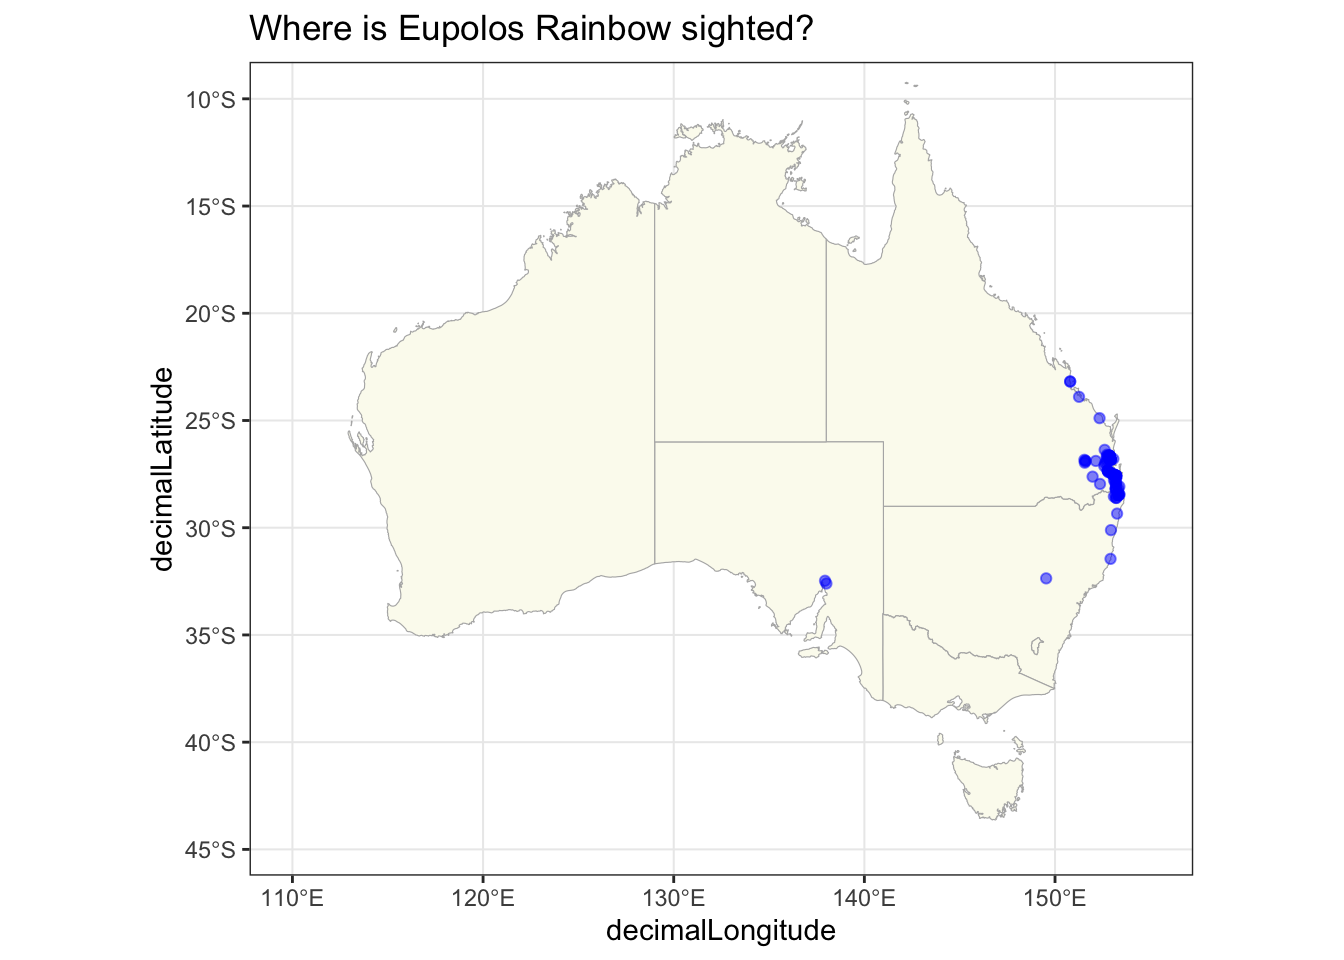 Where is Eupolos Rainbow sighted?
10°S
15°S
20°S
25°S
30°S
35°S
40°S
45°S
decimalLatitude
110°E 120°E 130°E 140°E 150°E
decimalLongitude